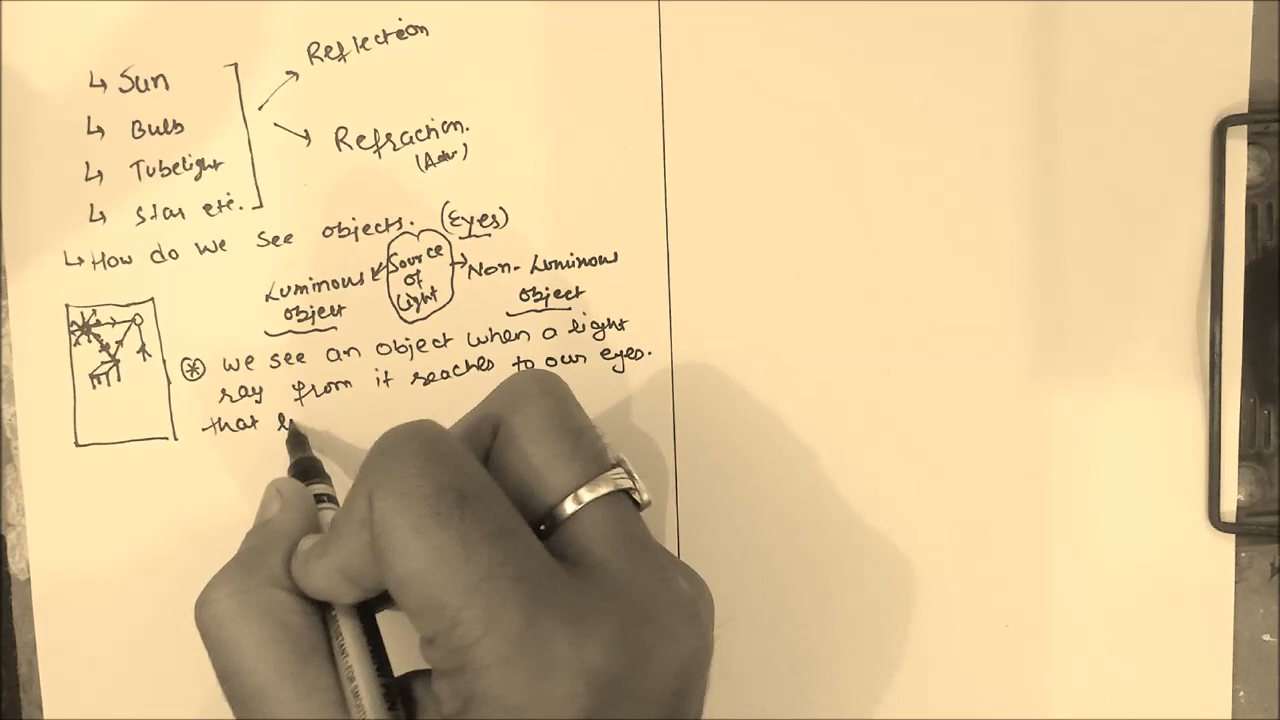 ↳ Sun
↳ Bulb
↳ Tubelight
↳ Star etc.
Reflection
Refraction.
(Adv)
↳ How do we see objects. (Eyes)
Source
of
Light
Luminous
object
Non-Luminous
object
we see an object when a light
ray from it reaches to our eyes.
that